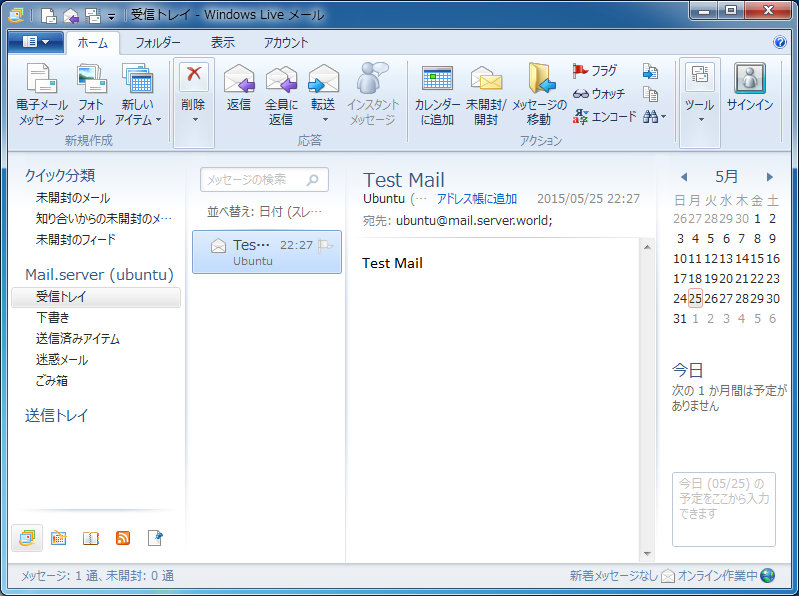 受信トレイ - Windows Live メール
ホーム フォルダー 表示 アカウント
電子メール メッセージ
フォト メール
新しい アイテム
新規作成
削除
返信
全員に 返信
転送
インスタント メッセージ
応答
カレンダー に追加
未開封/ 開封
メッセージの 移動
フラグ
ウォッチ
エンコード
アクション
ツール
サインイン
クイック分類
未開封のメール
知り合いからの未開封のメ…
未開封のフィード
Mail.server (ubuntu)
受信トレイ
下書き
送信済みアイテム
迷惑メール
ごみ箱
送信トレイ
メッセージの検索
並べ替え: 日付 (スレ…
Tes… 22:27
Ubuntu
Test Mail
Ubuntu (… アドレス帳に追加 2015/05/25 22:27
宛先: ubuntu@mail.server.world;
Test Mail
5月
日 月 火 水 木 金 土
26 27 28 29 30 1 2
3 4 5 6 7 8 9
10 11 12 13 14 15 16
17 18 19 20 21 22 23
24 25 26 27 28 29 30
31 1 2 3 4 5 6
今日
次の 1 か月間は予定が
ありません
今日 (05/25) の
予定をここから入力
できます
メッセージ: 1 通、未開封: 0 通
新着メッセージなし オンライン作業中